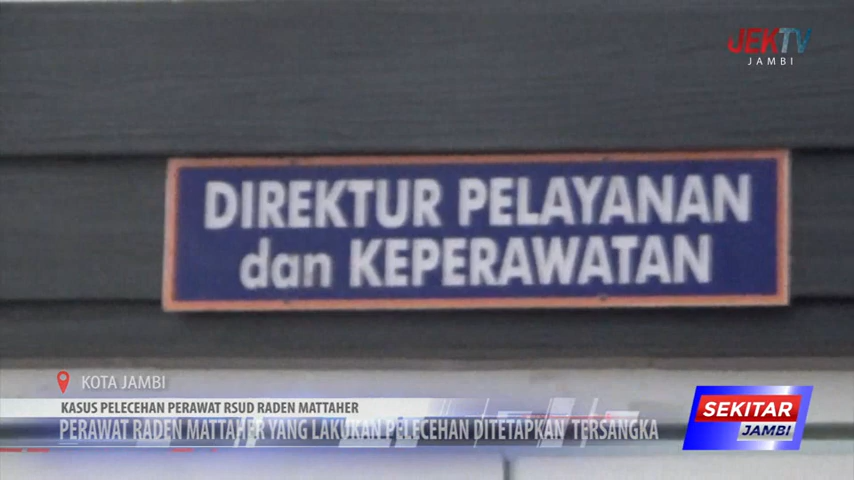 JEKTV
JAMBI
DIREKTUR PELAYANAN
dan KEPERAWATAN
KOTA JAMBI
KASUS PELECEHAN PERAWAT RSUD RADEN MATTAHER
PERAWAT RADEN MATTAHER YANG LAKUKAN PELECEHAN DITETAPKAN TERSANGKA
SEKITAR
JAMBI